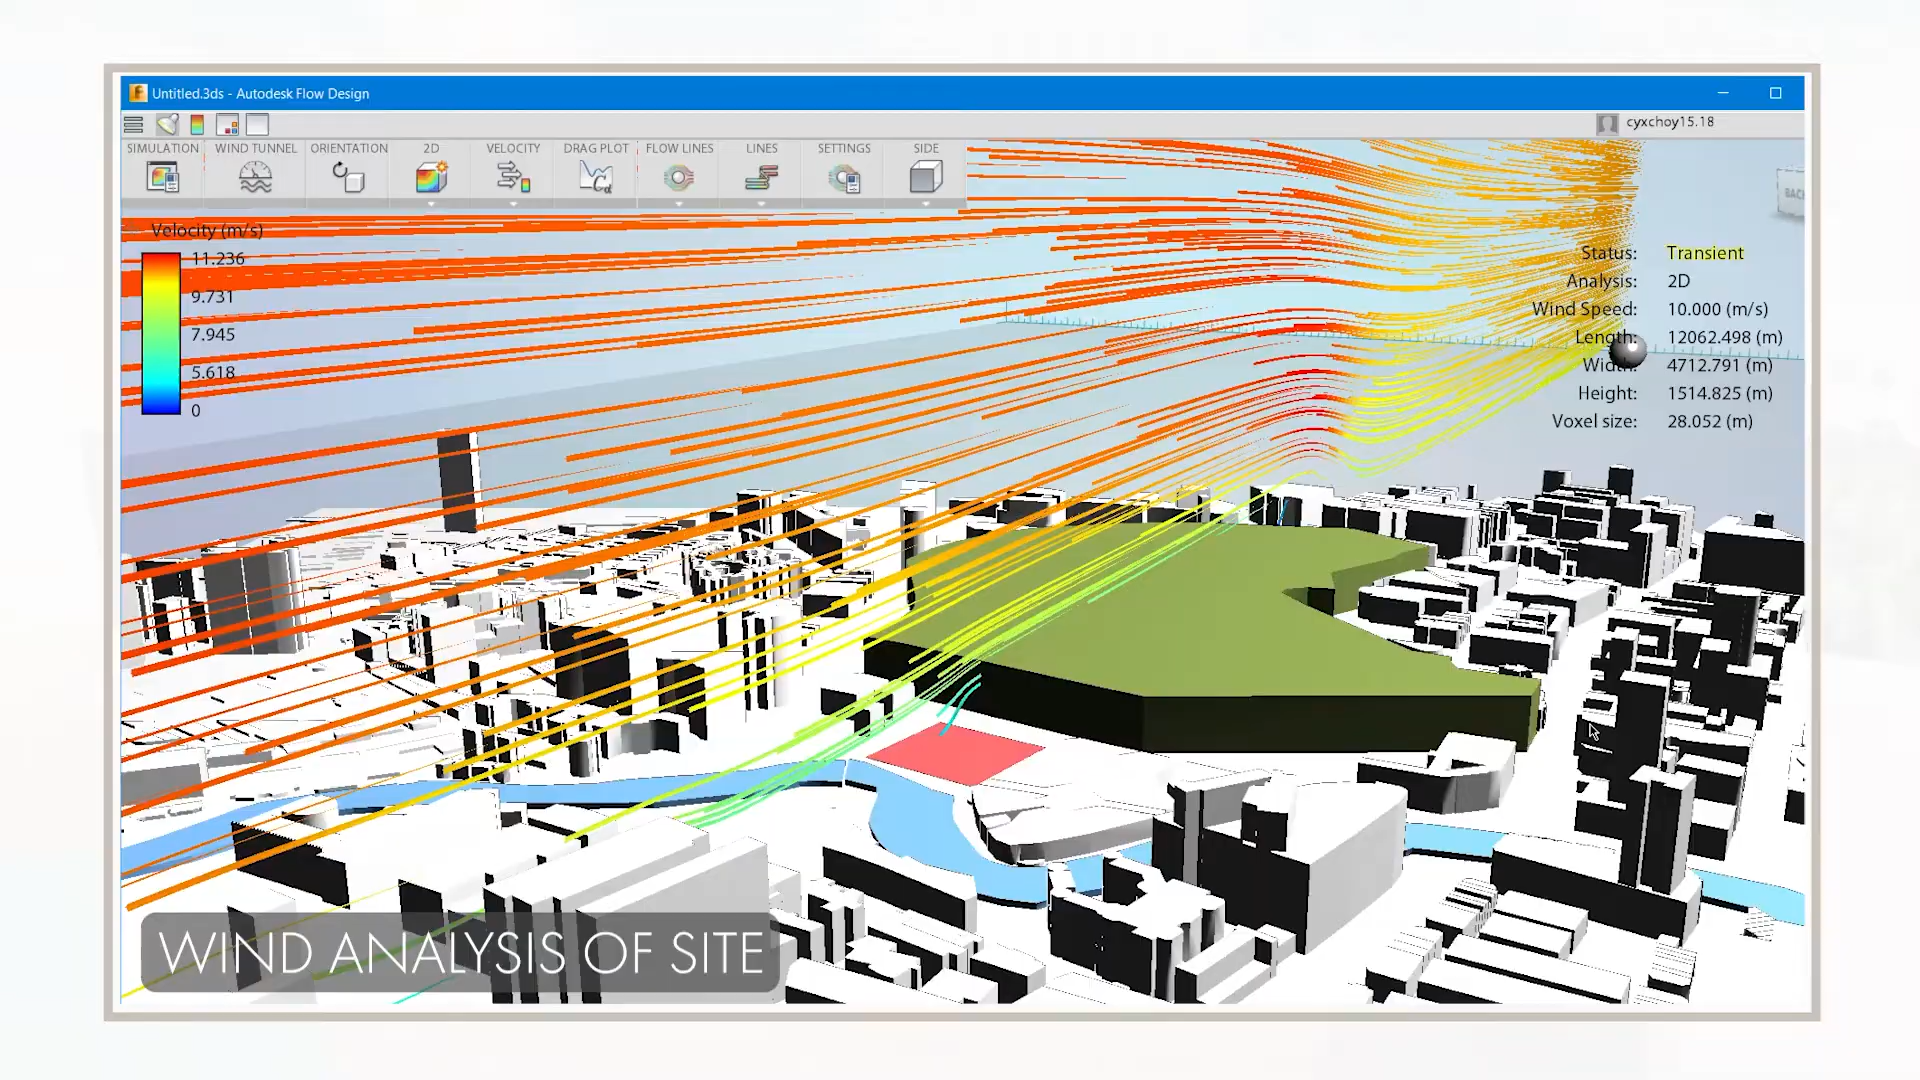 Untitled.3ds - Autodesk Flow Design
cyxchoy15.18
SIMULATION WIND TUNNEL ORIENTATION 2D VELOCITY DRAG PLOT FLOW LINES LINES SETTINGS SIDE
Velocity (m/s)
11.236
9.731
7.945
5.618
0
BACK
Status: Transient
Analysis: 2D
Wind Speed: 10.000 (m/s)
Length: 12062.498 (m)
Width: 4712.791 (m)
Height: 1514.825 (m)
Voxel size: 28.052 (m)
WIND ANALYSIS OF SITE